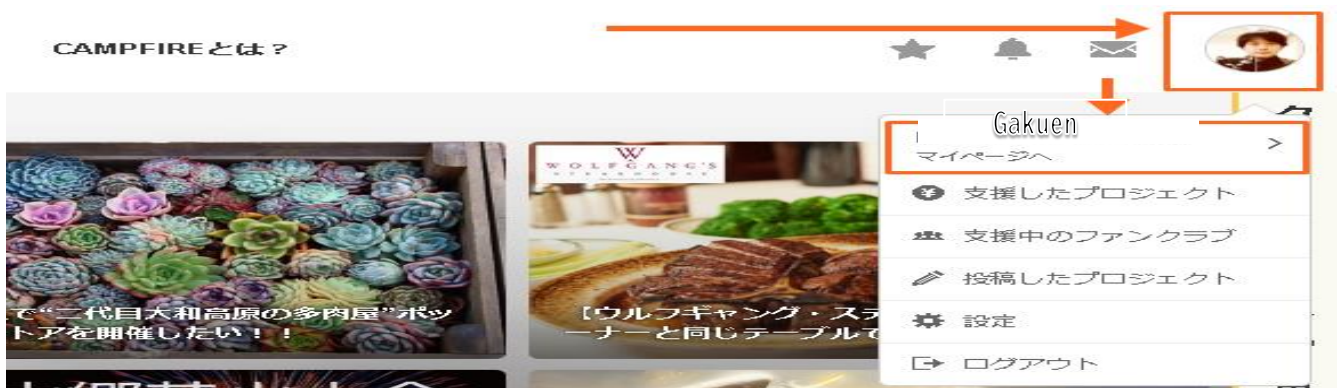 CAMPFIREとは？
Gakuen
マイページへ
支援したプロジェクト
支援中のファンクラブ
投稿したプロジェクト
設定
ログアウト
W
WOLFGANG'S
STEAKHOUSE
で“二代目大和高原の多肉屋”ポッ
トアを開催したい！！
【ウルフギャング・ステ
ーナーと同じテーブルで